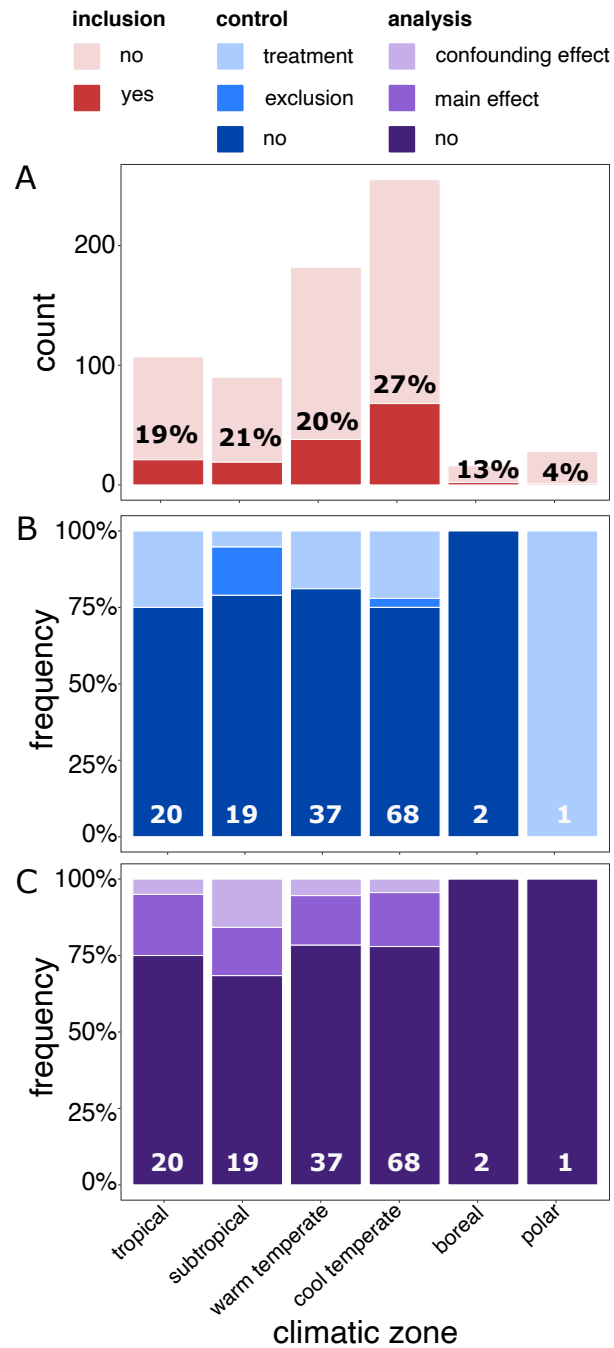 inclusion control analysis
no treatment confounding effect
yes exclusion main effect
no no
A
count
200
100
0
19% 21% 20% 27% 13% 4%
B
frequency
100%
75%
50%
25%
0%
20 19 37 68 2 1
C
frequency
100%
75%
50%
25%
0%
20 19 37 68 2 1
tropical
subtropical
warm temperate
cool temperate
boreal
polar
climatic zone